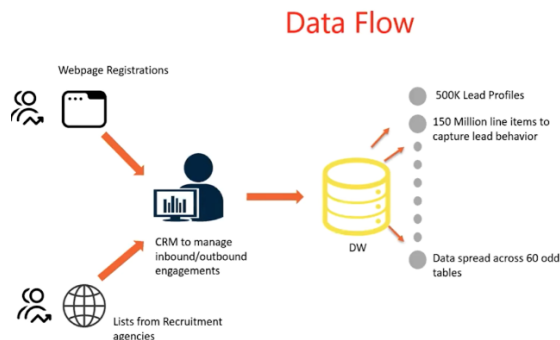 Data Flow
Webpage Registrations
500K Lead Profiles
150 Million line items to
capture lead behavior
CRM to manage
inbound/outbound
engagements
DW
Data spread across 60 odd
tables
Lists from Recruitment
agencies